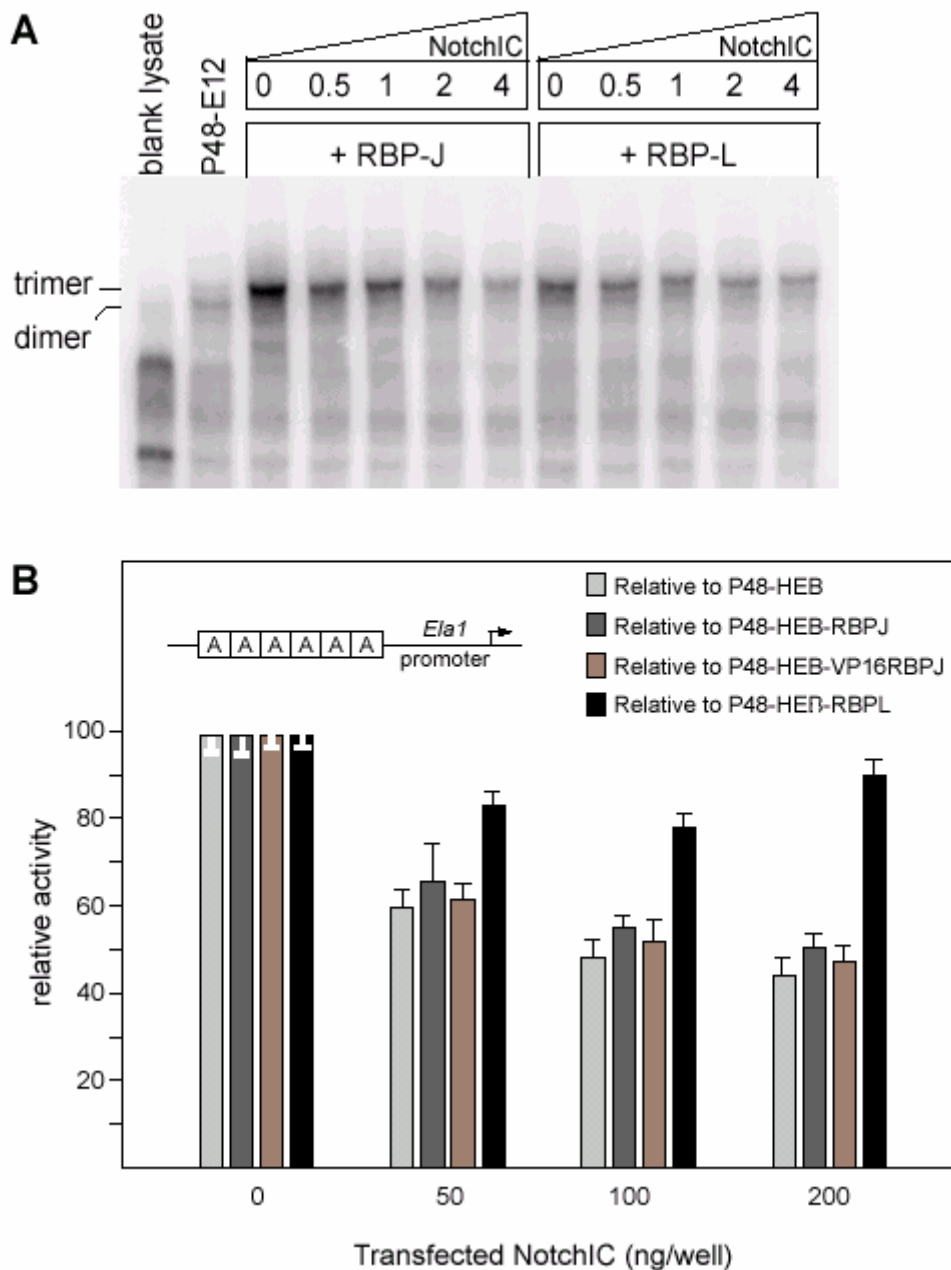 A
blank lysate
P48-E12
NotchIC
NotchIC
0 0.5 1 2 4
0 0.5 1 2 4
+ RBP-J
+ RBP-L
trimer
dimer
B
Relative to P48-HEB
Relative to P48-HEB-RBPJ
Relative to P48-HEB-VP16RBPJ
Relative to P48-HEB-RBPL
A A A A A A
Ela1
promoter
relative activity
100
80
60
40
20
0 50 100 200
Transfected NotchIC (ng/well)